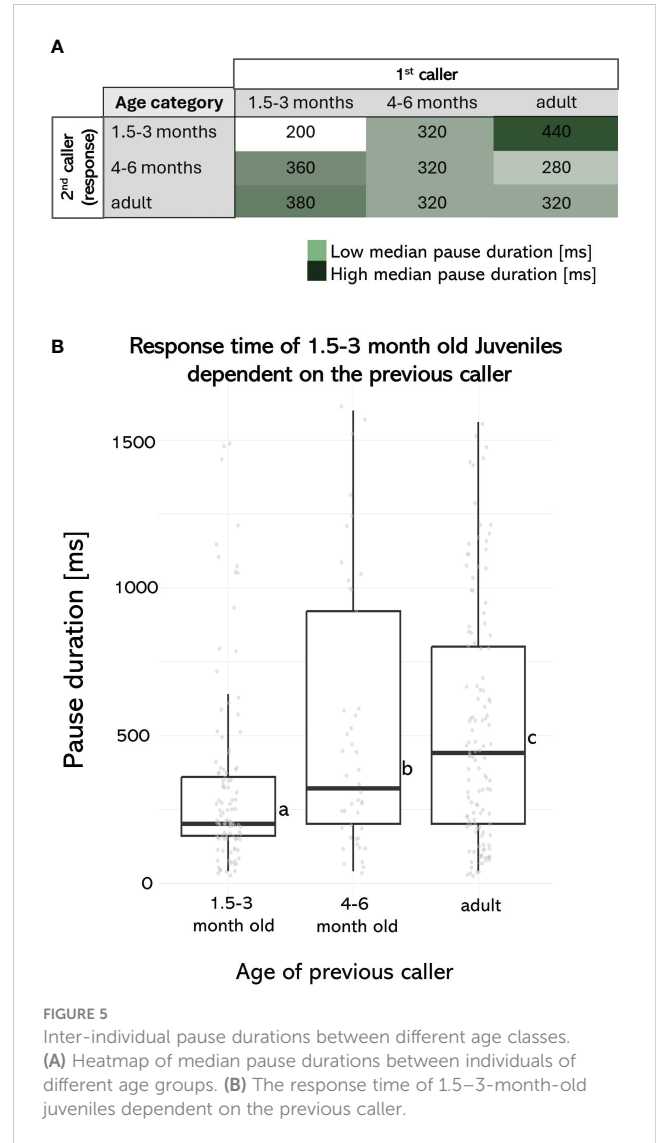 A
1st caller
Age category 1.5-3 months 4-6 months adult
2nd caller
(response)
1.5-3 months 200 320 440
4-6 months 360 320 280
adult 380 320 320
Low median pause duration [ms]
High median pause duration [ms]
B
Response time of 1.5-3 month old Juveniles
dependent on the previous caller
Pause duration [ms]
1500
1000
500
0
a
b
c
1.5-3
month old
4-6
month old
adult
Age of previous caller
FIGURE 5
Inter-individual pause durations between different age classes.
(A) Heatmap of median pause durations between individuals of
different age groups. (B) The response time of 1.5–3-month-old
juveniles dependent on the previous caller.